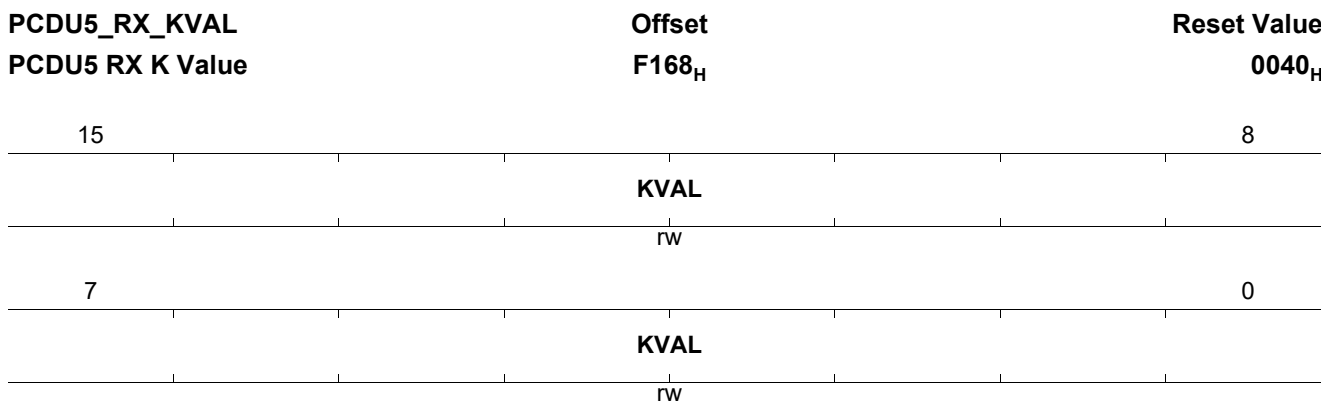 PCDU5_RX_KVAL Offset Reset Value
PCDU5 RX K Value F168H 0040H
15 8
KVAL
rw
7 0
KVAL
rw